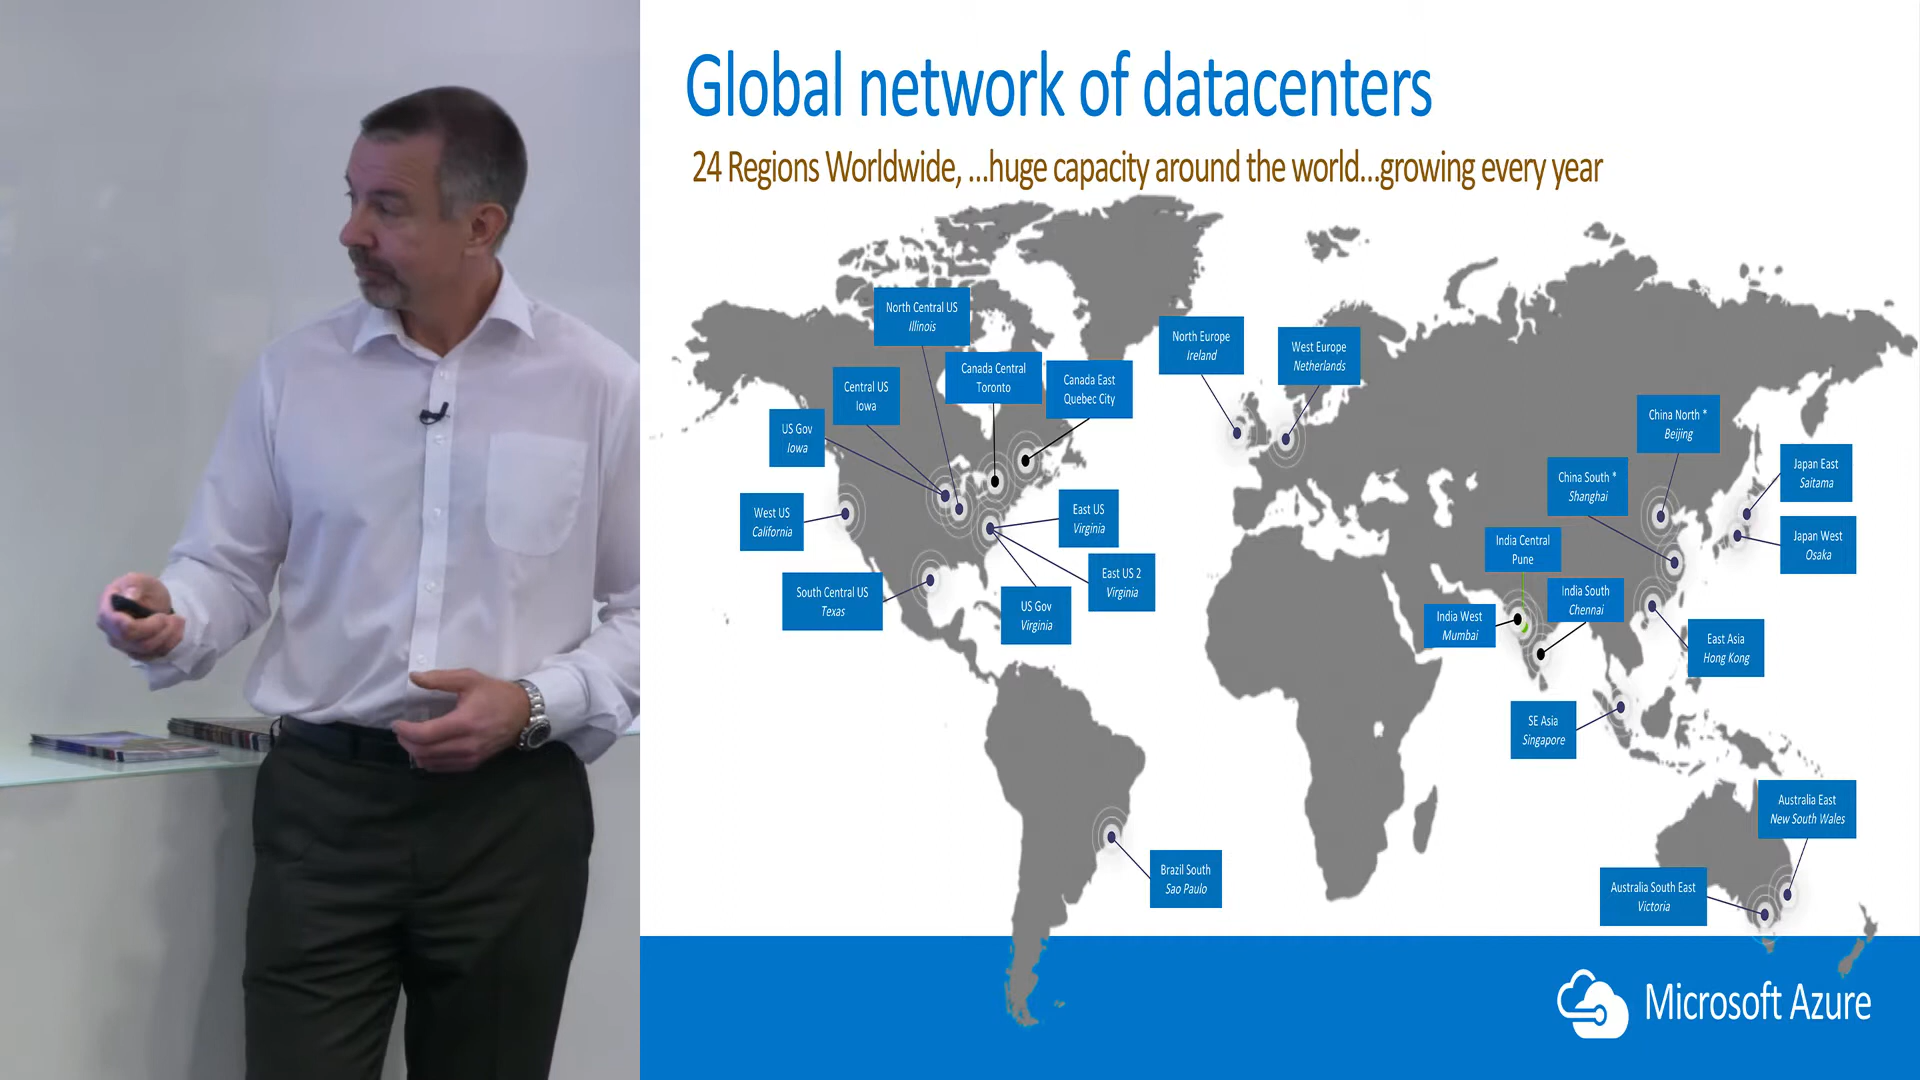 Global network of datacenters
24 Regions Worldwide, ...huge capacity around the world...growing every year
North Central US
Illinois
Canada Central
Toronto
Canada East
Quebec City
Central US
Iowa
US Gov
Iowa
West US
California
South Central US
Texas
East US
Virginia
East US 2
Virginia
US Gov
Virginia
Brazil South
Sao Paulo
North Europe
Ireland
West Europe
Netherlands
China North *
Beijing
China South *
Shanghai
Japan East
Saitama
Japan West
Osaka
India Central
Pune
India South
Chennai
India West
Mumbai
East Asia
Hong Kong
SE Asia
Singapore
Australia East
New South Wales
Australia South East
Victoria
Microsoft Azure